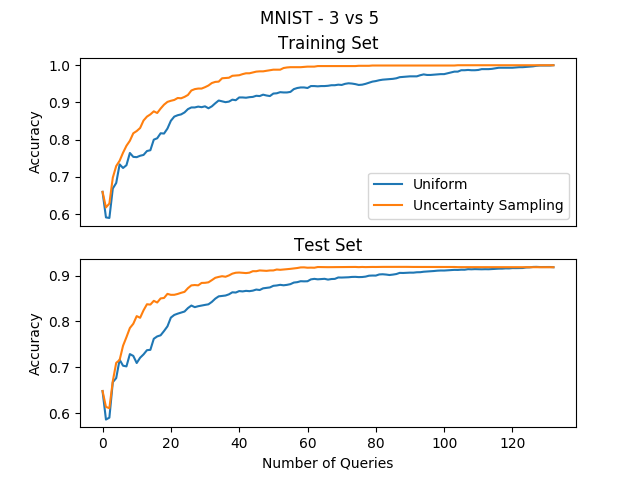 MNIST - 3 vs 5
Training Set
1.0
0.9
0.8
0.7
0.6
Accuracy
Uniform
Uncertainty Sampling
Test Set
0.9
0.8
0.7
0.6
Accuracy
0 20 40 60 80 100 120
Number of Queries